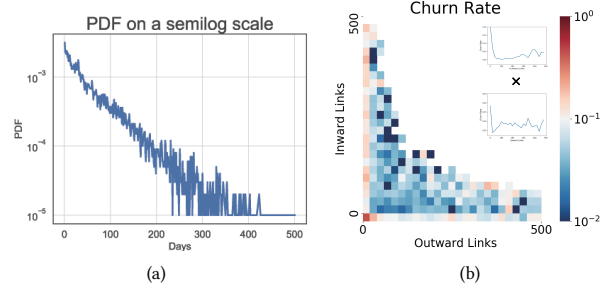 PDF on a semilog scale
PDF
10⁻³
10⁻⁴
10⁻⁵
0 100 200 300 400 500
Days
(a)
Churn Rate
Inward Links
500
0
0 500
Outward Links
×
10⁰
10⁻¹
10⁻²
(b)